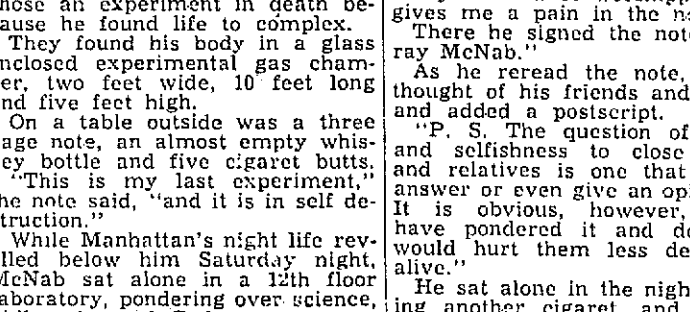 hose an experiment in death be-
ause he found life to complex.
They found his body in a glass
nclosed experimental gas cham-
er, two feet wide, 10 feet long
nd five feet high.
On a table outside was a three
age note, an almost empty whis-
ey bottle and five cigaret butts.
"This is my last experiment,"
he note said, "and it is in self de-
truction."
While Manhattan's night life rev-
lled below him Saturday night,
McNab sat alone in a 12th floor
aboratory, pondering over science,
gives me a pain in the
There he signed the not
ray McNab."
As he reread the note,
thought of his friends and
and added a postscript.
"P. S. The question of
and selfishness to close
and relatives is one that
answer or even give an op
It is obvious, however,
have pondered it and d
would hurt them less de
alive."
He sat alone in the nigh
ing another cigaret, and